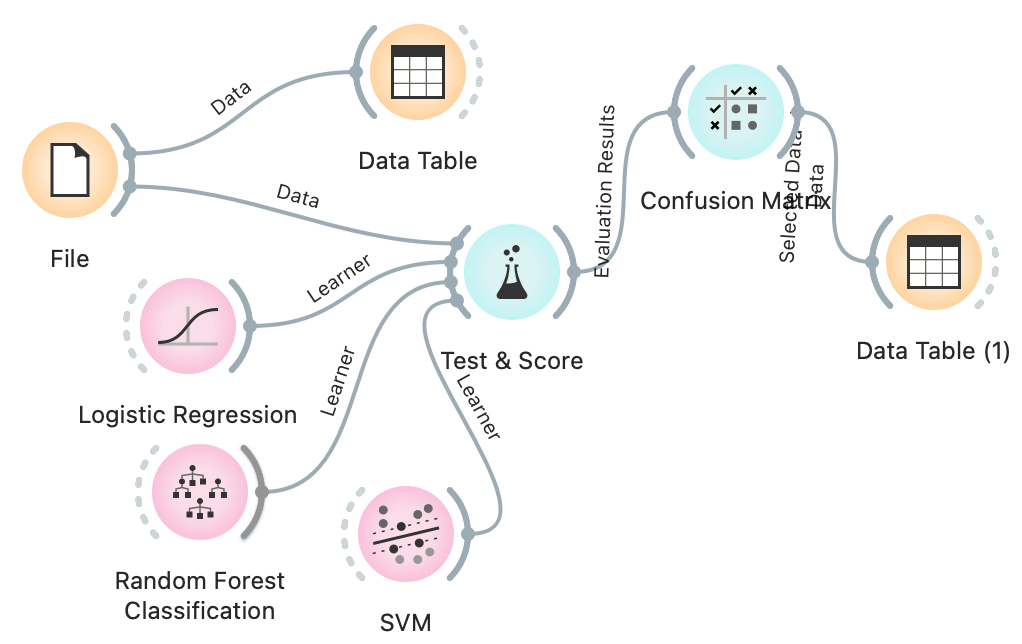 Data
Data Table
File
Data
Learner
Logistic Regression
Learner
Random Forest
Classification
Learner
SVM
Test & Score
Evaluation Results
Confusion Matrix
Selected Data
Data
Data Table (1)